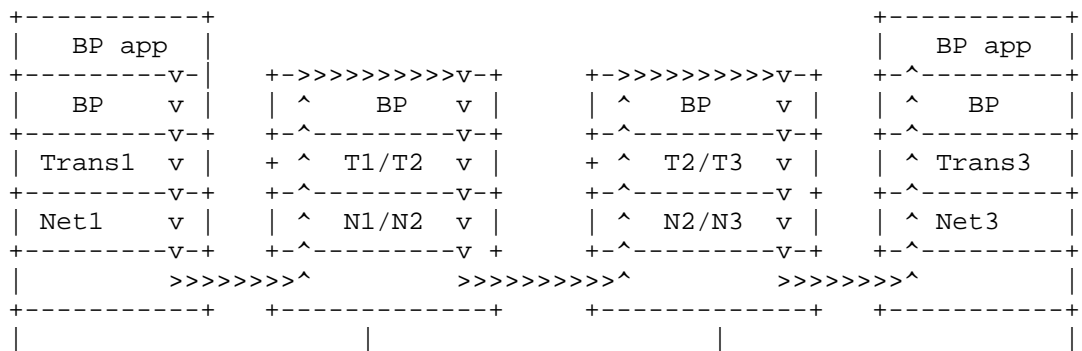 +-----------+                                         +-----------+
|   BP app  |                                         |   BP app  |
+---------v-|   +->>>>>>>>>>v-+     +->>>>>>>>>>v-+   +-^---------+
|   BP    v |   | ^    BP   v |     | ^   BP    v |   | ^   BP    |
+---------v-+   +-^---------v-+     +-^---------v-+   +-^---------+
| Trans1  v |   + ^  T1/T2  v |     + ^  T2/T3  v |   | ^ Trans3  |
+---------v-+   +-^---------v-+     +-^---------v +   +-^---------+
| Net1    v |   | ^  N1/N2  v |     | ^  N2/N3  v |   | ^ Net3    |
+---------v-+   +-^---------v +     +-^---------v-+   +-^---------+
|         >>>>>>>>^         >>>>>>>>>>^         >>>>>>>>^         |
+-----------+   +-------------+     +-------------+   +-----------+
|                     |                     |                     |